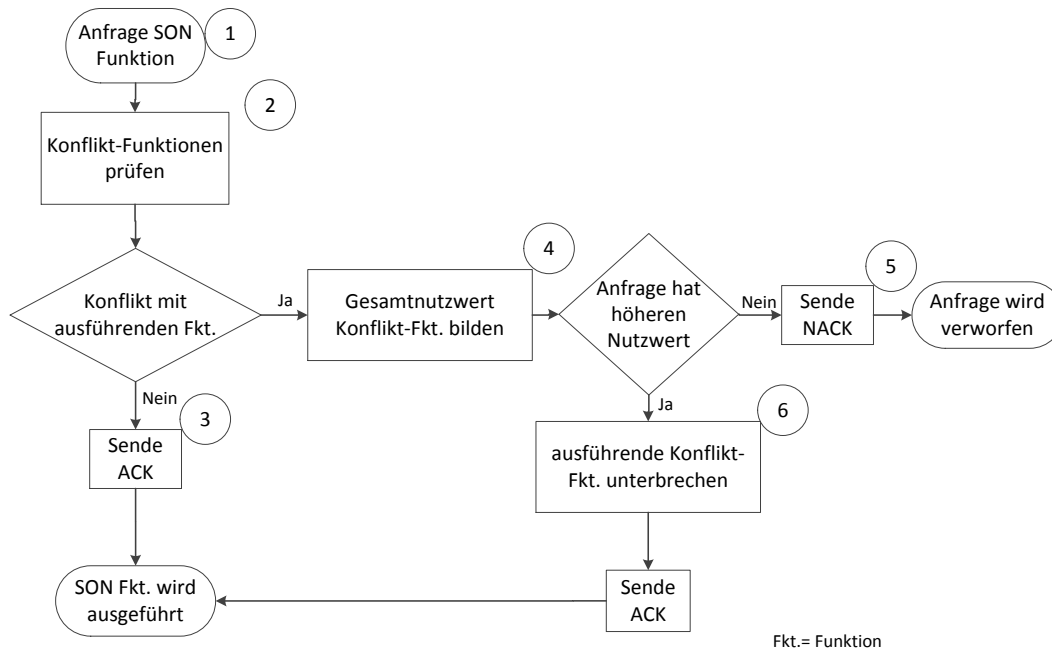 Anfrage SON
Funktion
1
2
Konflikt-Funktionen
prüfen
Konflikt mit
ausführenden Fkt.
Ja
Gesamtnutzwert
Konflikt-Fkt. bilden
4
Anfrage hat
höheren
Nutzwert
Nein
Sende
NACK
5
Anfrage wird
verworfen
Nein
3
Sende
ACK
Ja
6
ausführende Konflikt-
Fkt. unterbrechen
SON Fkt. wird
ausgeführt
Sende
ACK
Fkt.= Funktion